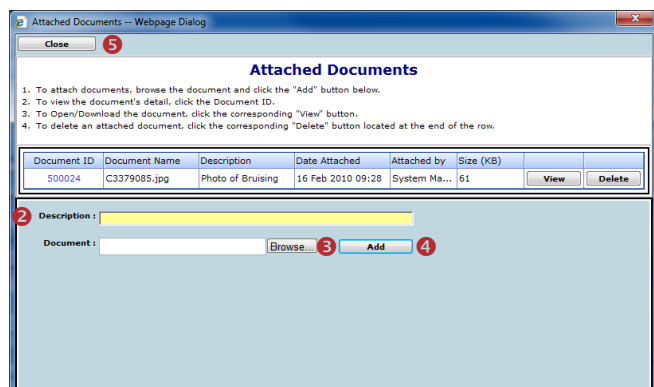 Attached Documents -- Webpage Dialog
x
Close 5
Attached Documents
1. To attach documents, browse the document and click the "Add" button below.
2. To view the document's detail, click the Document ID.
3. To Open/Download the document, click the corresponding "View" button.
4. To delete an attached document, click the corresponding "Delete" button located at the end of the row.
Document ID Document Name Description Date Attached Attached by Size (KB)
500024 C3379085.jpg Photo of Bruising 16 Feb 2010 09:28 System Ma... 61 View Delete
2 Description :
Document : Browse... 3 Add 4